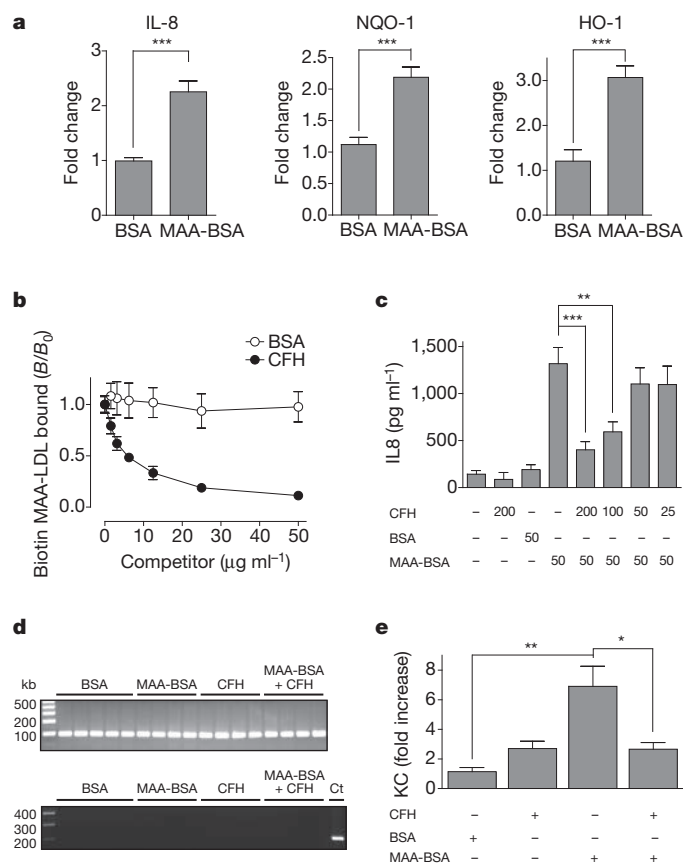 a
IL-8
NQO-1
HO-1
***
***
***
Fold change
3
2
1
0
BSA
MAA-BSA
Fold change
2.5
2.0
1.5
1.0
0.5
0.0
BSA
MAA-BSA
Fold change
3.0
2.0
1.0
0.0
BSA
MAA-BSA
b
BSA
CFH
Biotin MAA-LDL bound (B/B0)
1.0
0.5
0.0
0 10 20 30 40 50
Competitor (μg ml–1)
c
**
***
IL8 (pg ml–1)
1,500
1,000
500
0
CFH – 200 – – 200 100 50 25
BSA – – 50 – – – – –
MAA-BSA – – – 50 50 50 50 50
d
kb
BSA
MAA-BSA
CFH
MAA-BSA
+ CFH
500
200
100
BSA
MAA-BSA
CFH
MAA-BSA
+ CFH
Ct
400
300
200
e
**
*
KC (fold increase)
8
6
4
2
0
CFH – + – +
BSA + – – –
MAA-BSA – – + +